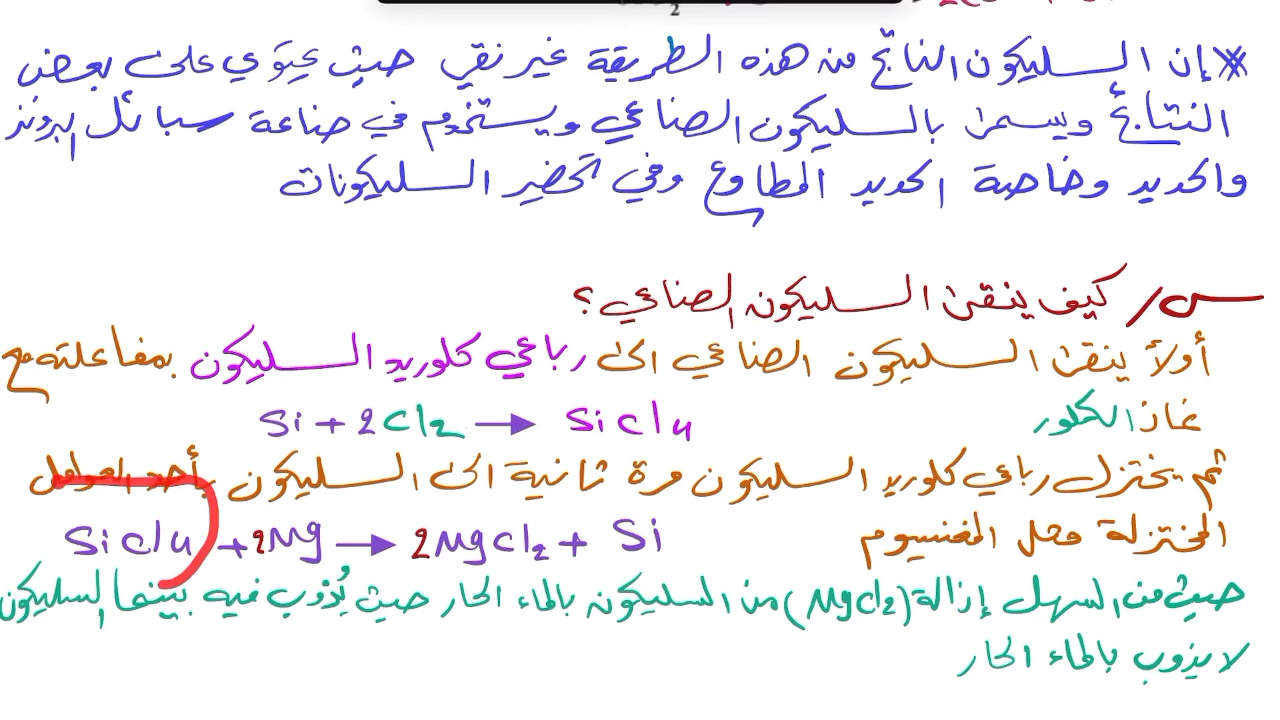 * إن السليكون الناتج من هذه الطريقة غير نقي حيث يحتوي على بعض
النتائج ويسمى بالسليكون الصناعي ويستخدم في صناعة سبائك البرونز
والحديد وخاصة الحديد المطاوع وفي تحضير السليكونات
س/ كيف ينقى السليكون الصناعي؟
أولاً ينقى السليكون الصناعي الى رباعي كلوريد السليكون بمفاعلته مع
غاز الكلور Si + 2Cl2 → SiCl4
ثم يختزل رباعي كلوريد السليكون مرة ثانية الى السليكون بأحد العوامل
المختزلة مثل المغنسيوم SiCl4 + 2Mg → 2MgCl2 + Si
حيث من السهل إزالة (MgCl2) من السليكون بالماء الحار حيث يُذوب فيه بينما السليكون
لا يذوب بالماء الحار